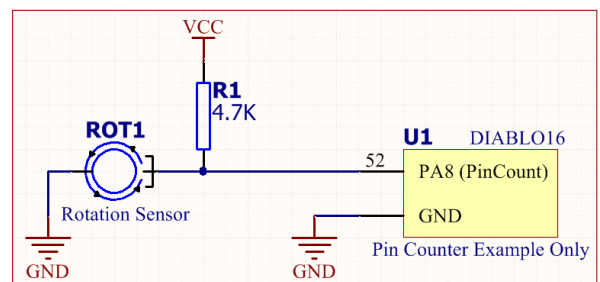 VCC
R1
4.7K
ROT1
U1 DIABLO16
52
PA8 (PinCount)
Rotation Sensor
GND
Pin Counter Example Only
GND
GND